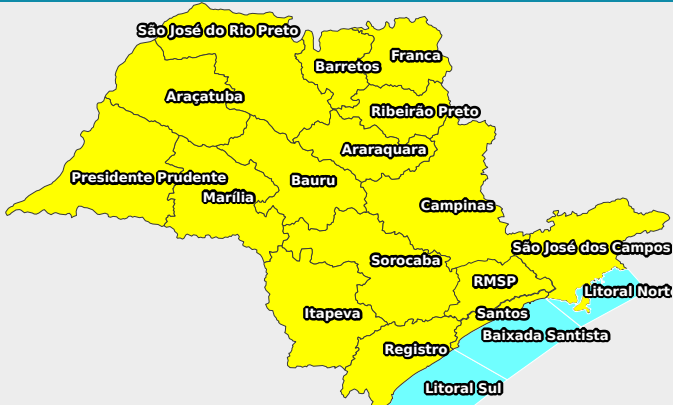 São José do Rio Preto
Franca
Barretos
Araçatuba
Ribeirão Preto
Araraquara
Presidente Prudente
Bauru
Marília
Campinas
São José dos Campos
Sorocaba
RMSP
Litoral Nort
Itapeva
Santos
Baixada Santista
Registro
Litoral Sul